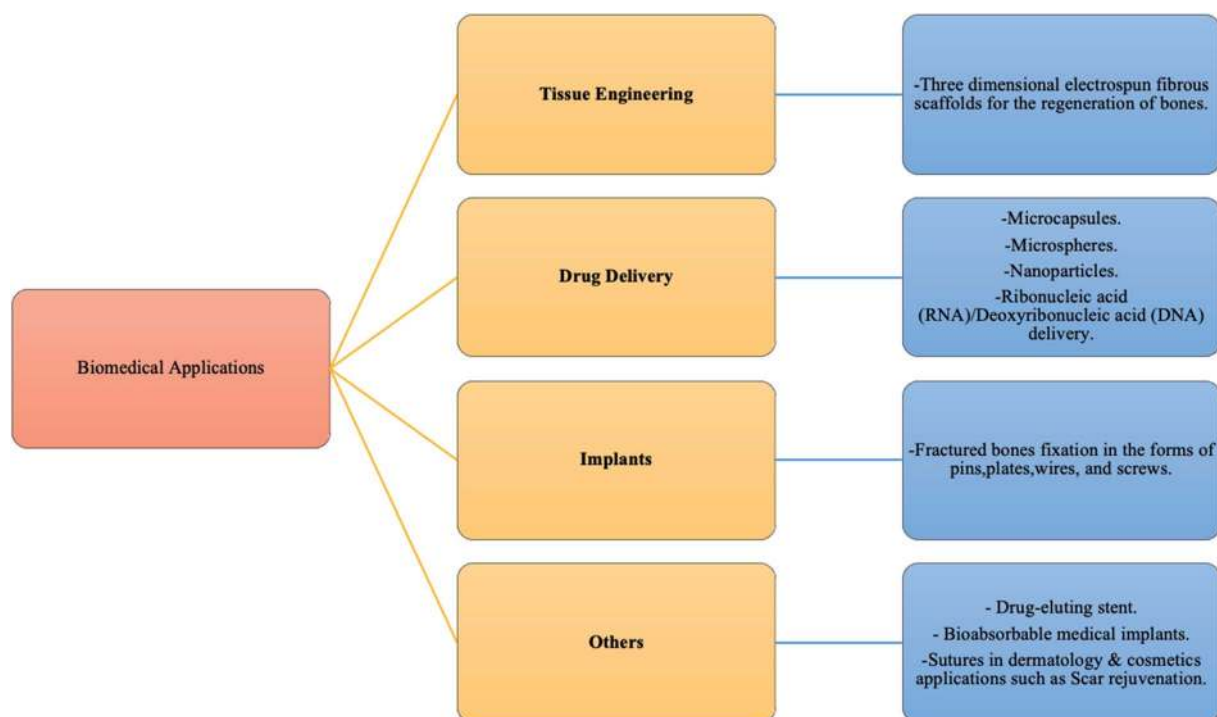 Tissue Engineering
-Three dimensional electrospun fibrous
scaffolds for the regeneration of bones.
Drug Delivery
-Microcapsules.
-Microspheres.
-Nanoparticles.
-Ribonucleic acid
(RNA)/Deoxyribonucleic acid (DNA)
delivery.
Biomedical Applications
Implants
-Fractured bones fixation in the forms of
pins,plates,wires, and screws.
Others
- Drug-eluting stent.
- Bioabsorbable medical implants.
-Sutures in dermatology & cosmetics
applications such as Scar rejuvenation.